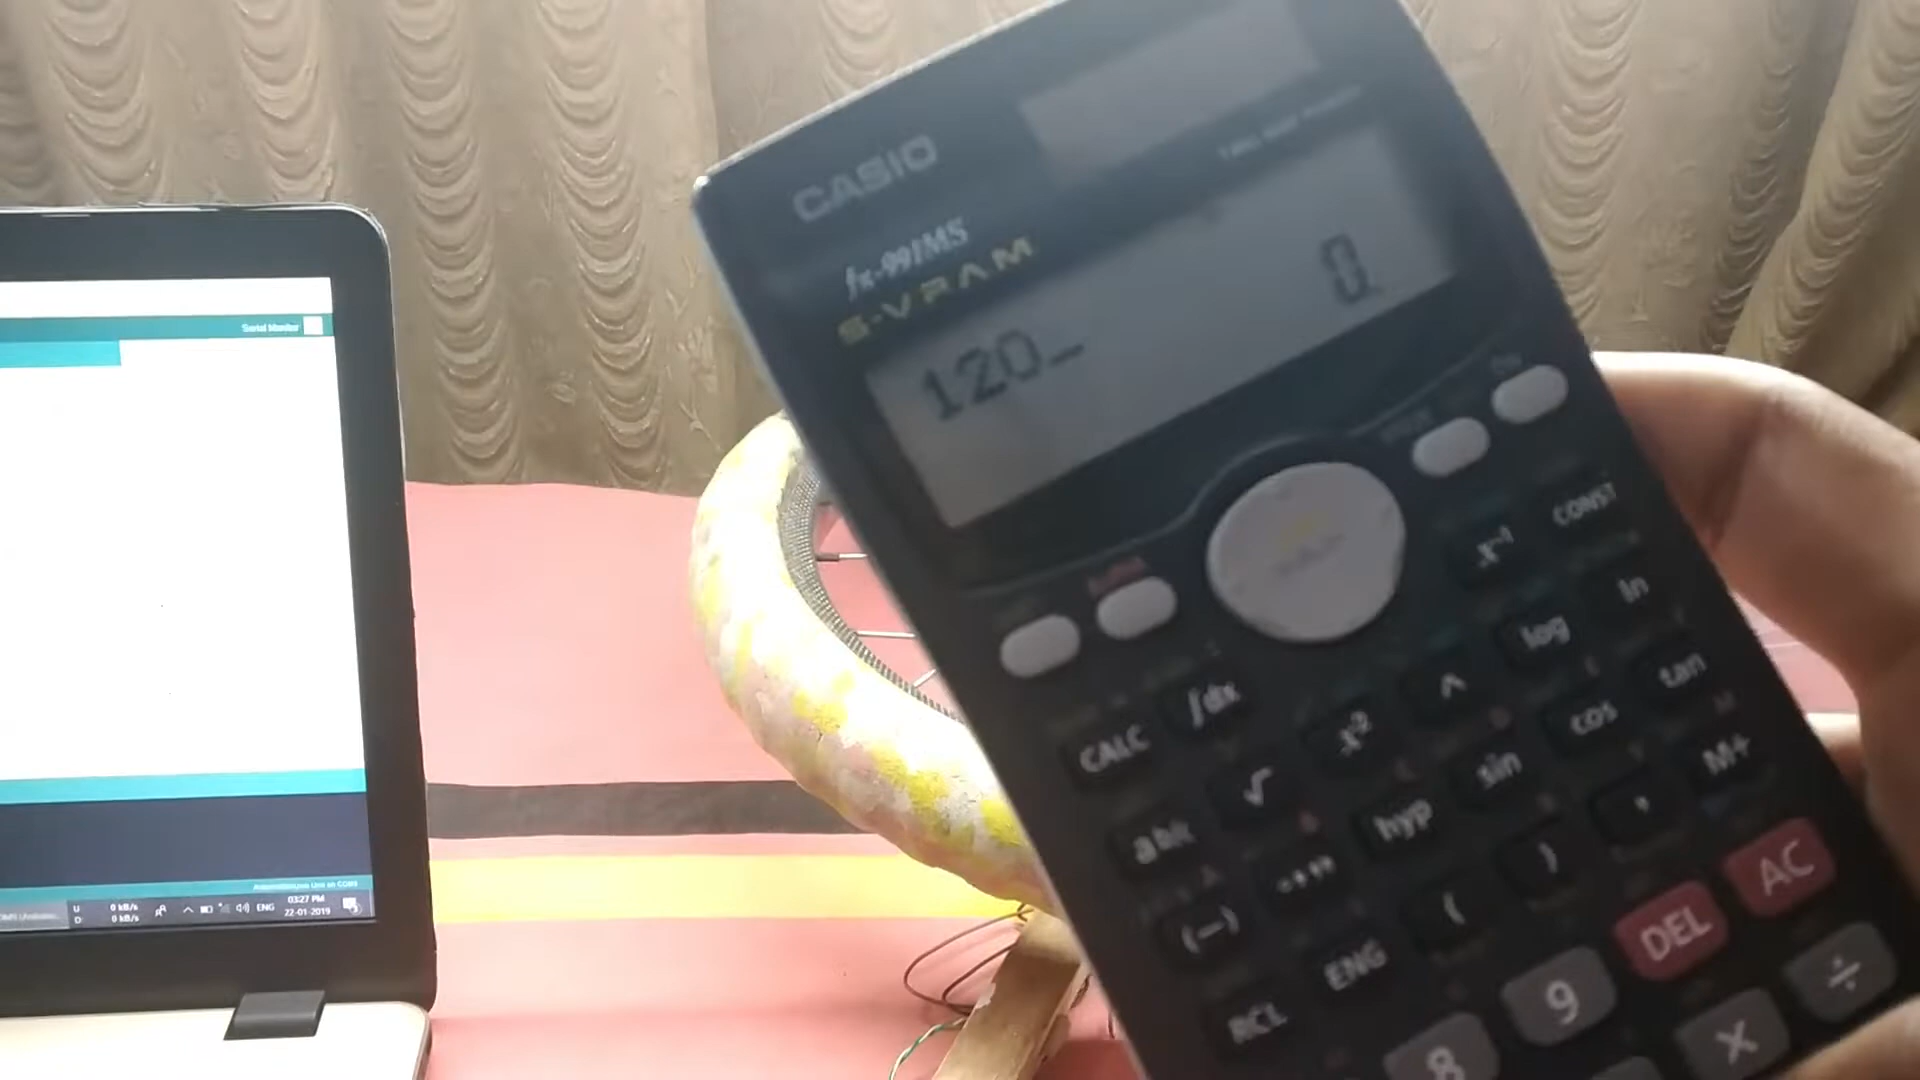 CASIO
fx-991MS
S-V.P.A.M.
120_
0
CONST
x⁻¹
ln
log
tan
cos
^
∫dx
CALC
x²
sin
M+
√
hyp
,
)
(
(−)
ENG
RCL
AC
DEL
÷
9
×
8
Serial Monitor
U:
D:
0 kB/s
0 kB/s
ENG
03:27 PM
22-01-2019